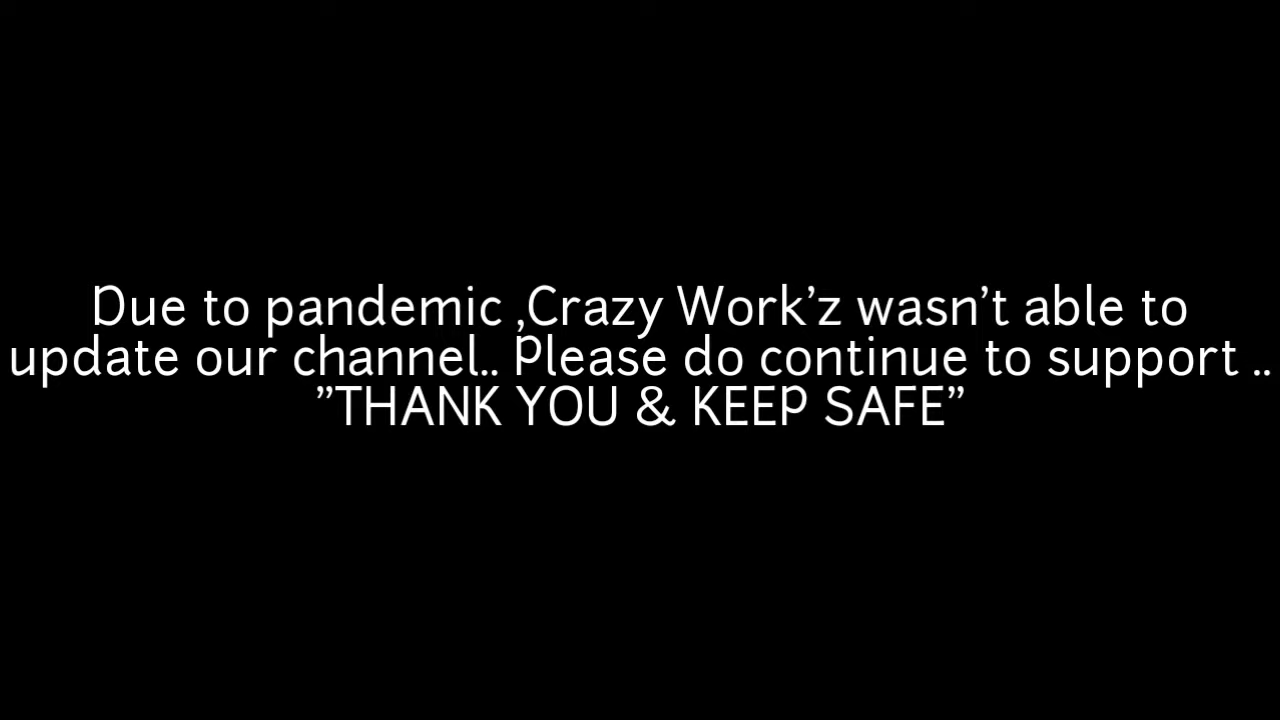 Due to pandemic ,Crazy Work’z wasn’t able to
update our channel.. Please do continue to support ..
”THANK YOU & KEEP SAFE”